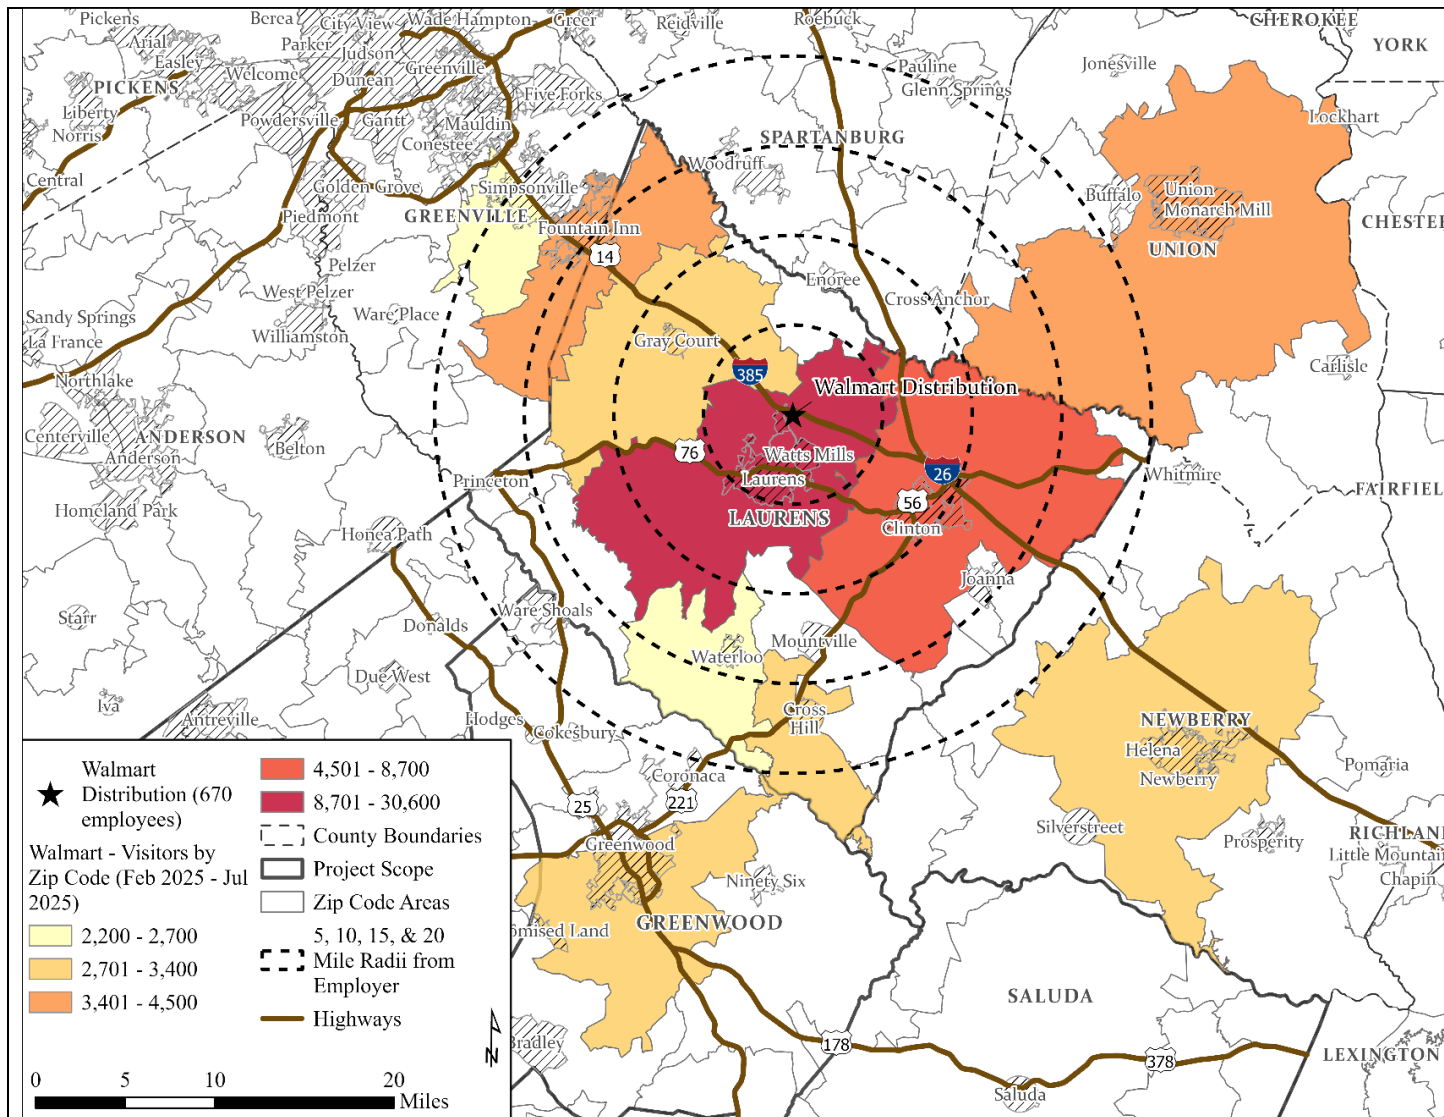 Pickens
Berea
City View
Wade Hampton
Greer
Reidville
Roebuck
CHEROKEE
YORK
Arial
Parker
Judson
Easley
Welcome
Dunean
Greenville
Pauline
Jonesville
PICKENS
Five Forks
Glenn Springs
Liberty
Powdersville
Gantt
Mauldin
Lockhart
Norris
Conestee
SPARTANBURG
Woodruff
Central
Golden Grove
Simpsonville
Buffalo
Union
Piedmont
GREENVILLE
Monarch Mill
CHESTER
Fountain Inn
UNION
14
Pelzer
Enoree
West Pelzer
Cross Anchor
Sandy Springs
Ware Place
La France
Williamston
Gray Court
Carlisle
385
Northlake
Walmart Distribution
Centerville
ANDERSON
Belton
Anderson
76
Watts Mills
26
Whitmire
Laurens
Princeton
FAIRFIEL
Homeland Park
LAURENS
56
Clinton
Honea Path
Joanna
Starr
Donalds
Ware Shoals
Mountville
Waterloo
Due West
Iva
Antreville
Hodges
Cokesbury
Cross
Hill
NEWBERRY
Helena
Newberry
Pomaria
Coronaca
25
221
Silverstreet
RICHLAND
Greenwood
Prosperity
Little Mountain
Ninety Six
Chapin
omised Land
GREENWOOD
SALUDA
Bradley
178
378
LEXINGTON
Saluda
Walmart
Distribution (670
employees)
Walmart - Visitors by
Zip Code (Feb 2025 - Jul
2025)
2,200 - 2,700
2,701 - 3,400
3,401 - 4,500
4,501 - 8,700
8,701 - 30,600
County Boundaries
Project Scope
Zip Code Areas
5, 10, 15, & 20
Mile Radii from
Employer
Highways
N
0 5 10 20
Miles